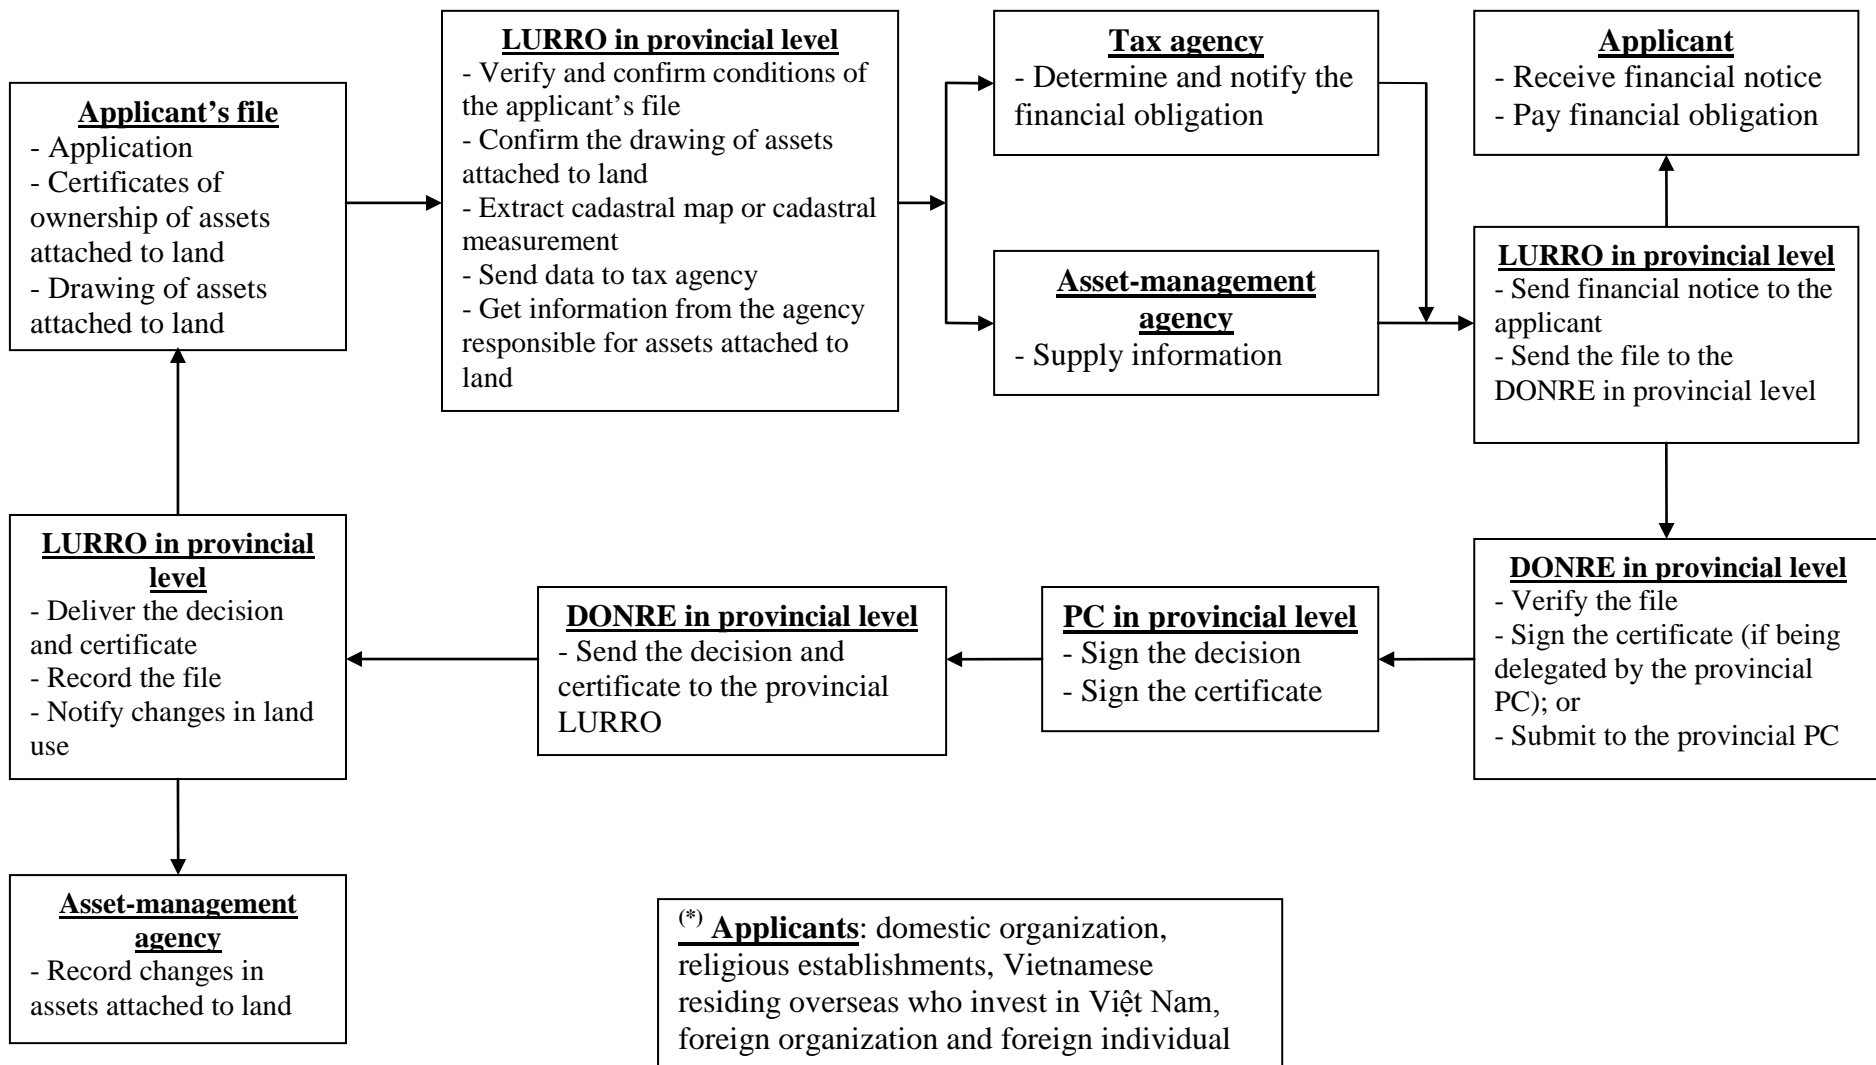 Applicant's file
- Application
- Certificates of
ownership of assets
attached to land
- Drawing of assets
attached to land
LURRO in provincial level
- Verify and confirm conditions of
the applicant's file
- Confirm the drawing of assets
attached to land
- Extract cadastral map or cadastral
measurement
- Send data to tax agency
- Get information from the agency
responsible for assets attached to
land
Tax agency
- Determine and notify the
financial obligation
Asset-management
agency
- Supply information
Applicant
- Receive financial notice
- Pay financial obligation
LURRO in provincial level
- Send financial notice to the
applicant
- Send the file to the
DONRE in provincial level
DONRE in provincial level
- Verify the file
- Sign the certificate (if being
delegated by the provincial
PC); or
- Submit to the provincial PC
PC in provincial level
- Sign the decision
- Sign the certificate
DONRE in provincial level
- Send the decision and
certificate to the provincial
LURRO
LURRO in provincial
level
- Deliver the decision
and certificate
- Record the file
- Notify changes in land
use
Asset-management
agency
- Record changes in
assets attached to land
(*) Applicants: domestic organization,
religious establishments, Vietnamese
residing overseas who invest in Việt Nam,
foreign organization and foreign individual